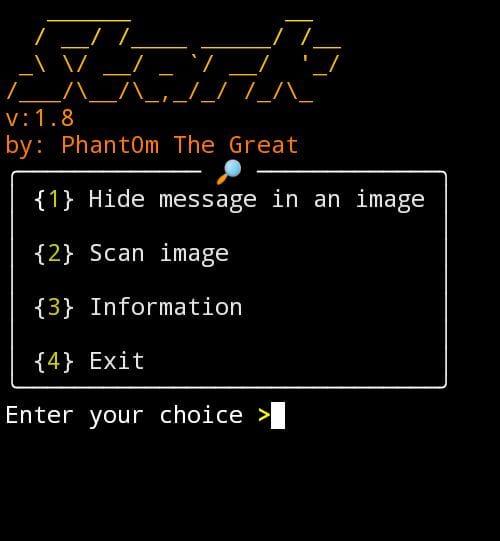 Stark
v:1.8
by: Phant0m The Great
{1} Hide message in an image
{2} Scan image
{3} Information
{4} Exit
Enter your choice >